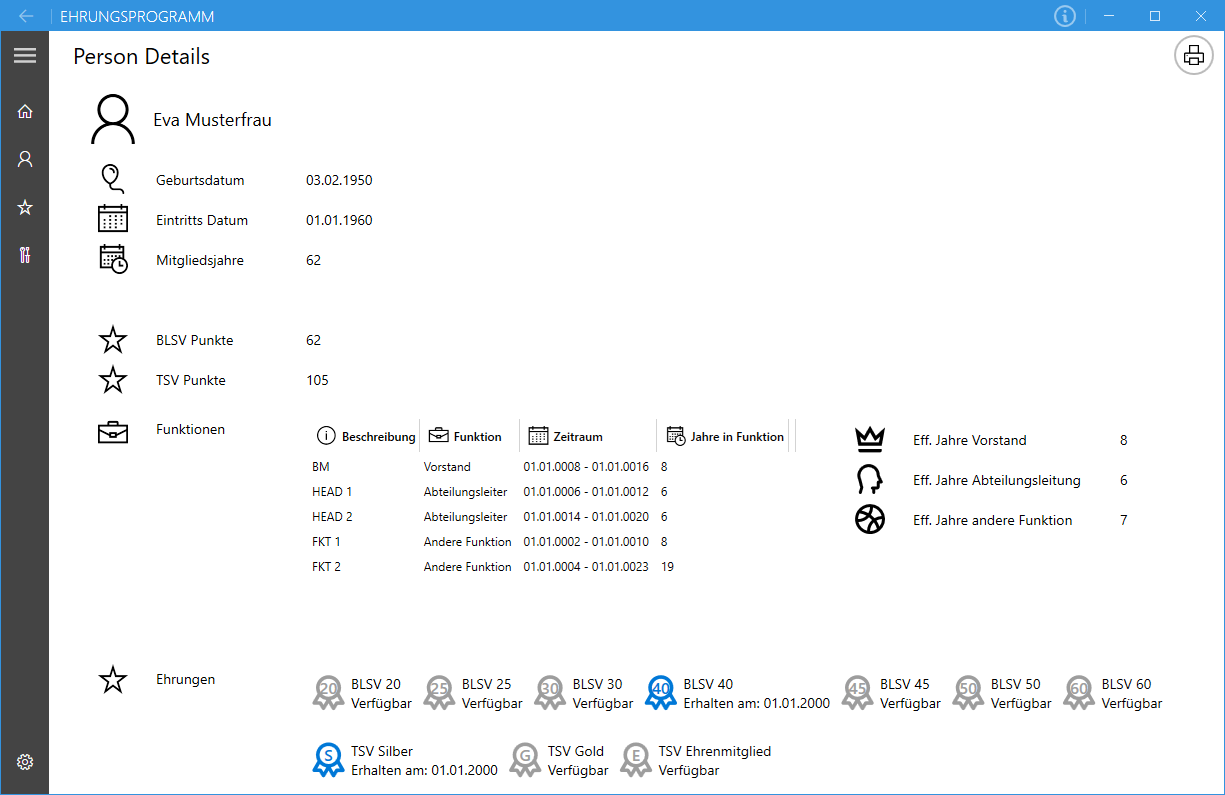 EHRUNGSPROGRAMM
Person Details
Eva Musterfrau
Geburtsdatum 03.02.1950
Eintritts Datum 01.01.1960
Mitgliedsjahre 62
BLSV Punkte 62
TSV Punkte 105
Funktionen
Beschreibung Funktion Zeitraum Jahre in Funktion
BM Vorstand 01.01.0008 - 01.01.0016 8
HEAD 1 Abteilungsleiter 01.01.0006 - 01.01.0012 6
HEAD 2 Abteilungsleiter 01.01.0014 - 01.01.0020 6
FKT 1 Andere Funktion 01.01.0002 - 01.01.0010 8
FKT 2 Andere Funktion 01.01.0004 - 01.01.0023 19
Eff. Jahre Vorstand 8
Eff. Jahre Abteilungsleitung 6
Eff. Jahre andere Funktion 7
Ehrungen
20 BLSV 20 25 BLSV 25 30 BLSV 30 40 BLSV 40 45 BLSV 45 50 BLSV 50 60 BLSV 60
Verfügbar Verfügbar Verfügbar Erhalten am: 01.01.2000 Verfügbar Verfügbar Verfügbar
S TSV Silber G TSV Gold E TSV Ehrenmitglied
Erhalten am: 01.01.2000 Verfügbar Verfügbar